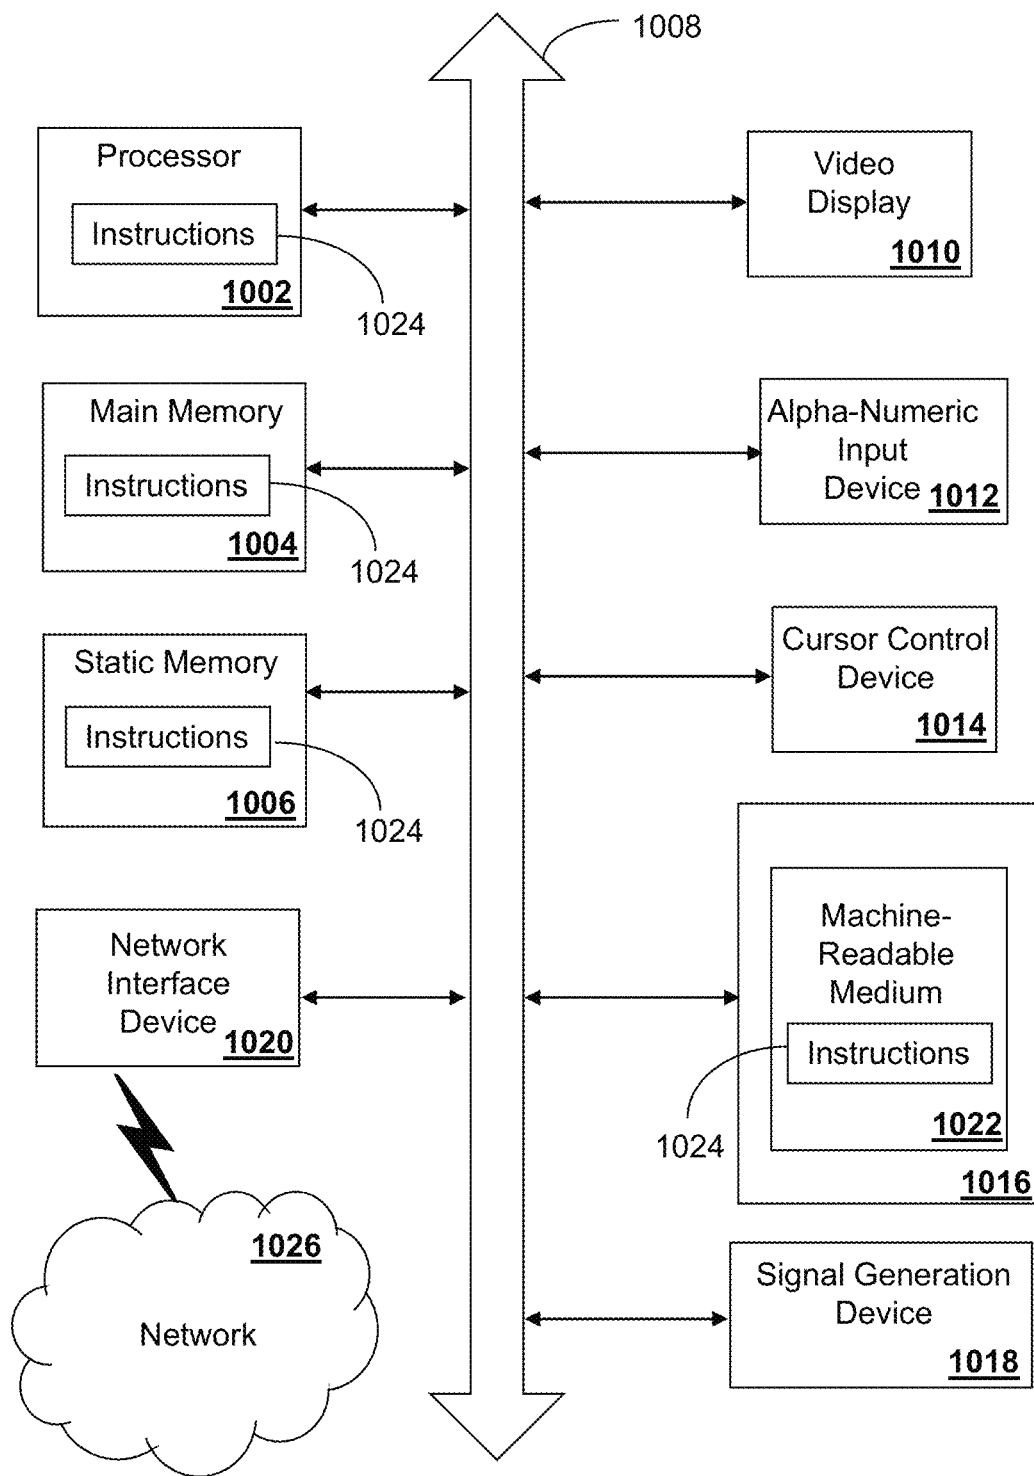 1008
Processor
Instructions
1002
1024
Main Memory
Instructions
1004
1024
Static Memory
Instructions
1006
1024
Network
Interface
Device
1020
1026
Network
Video
Display
1010
Alpha-Numeric
Input
Device
1012
Cursor Control
Device
1014
Machine-
Readable
Medium
Instructions
1022
1024
1016
Signal Generation
Device
1018